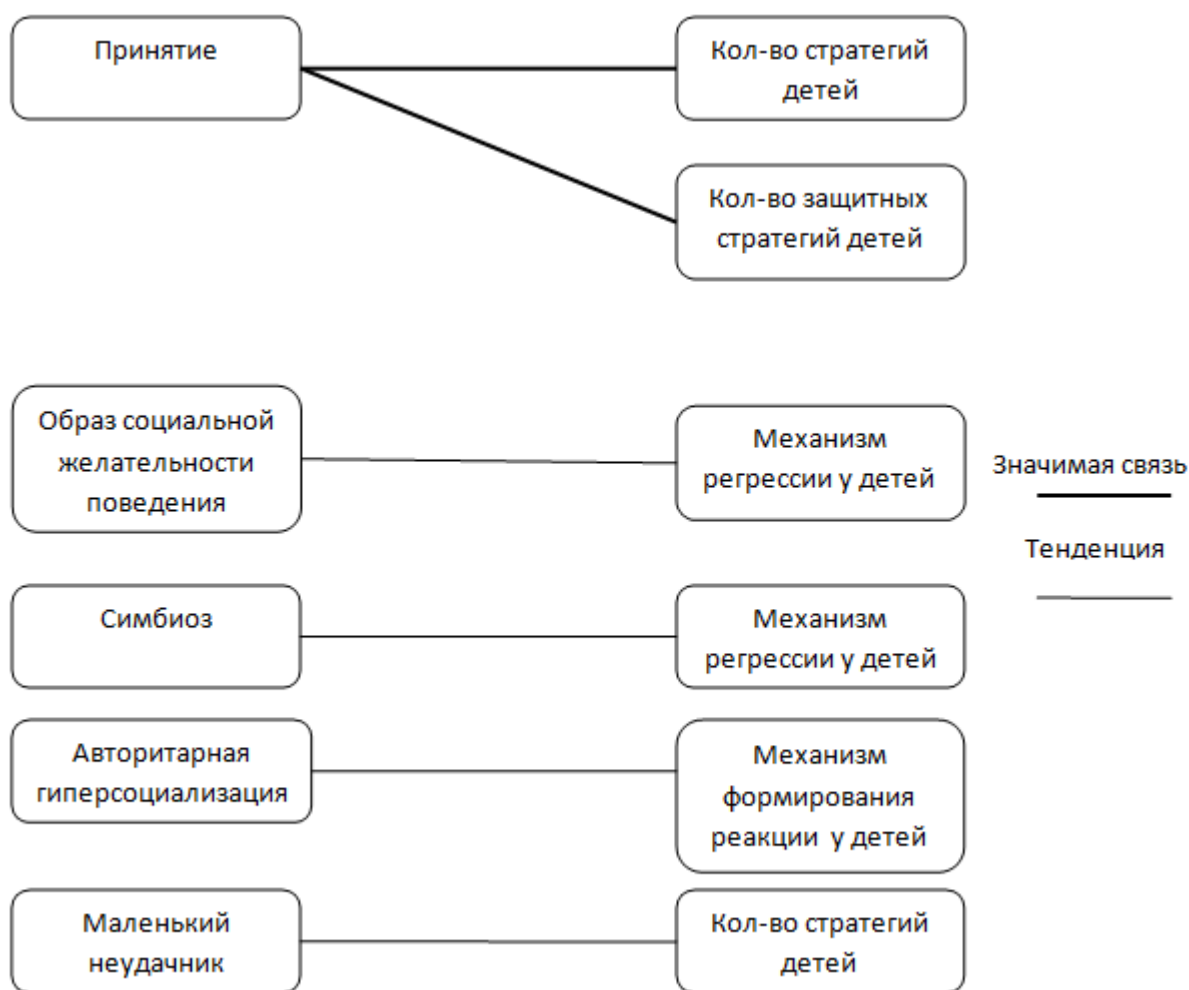 Принятие
Кол-во стратегий
детей
Кол-во защитных
стратегий детей
Образ социальной
желательности
поведения
Механизм
регрессии у детей
Значимая связь
Тенденция
Симбиоз
Механизм
регрессии у детей
Авторитарная
гиперсоциализация
Механизм
формирования
реакции у детей
Маленький
неудачник
Кол-во стратегий
детей